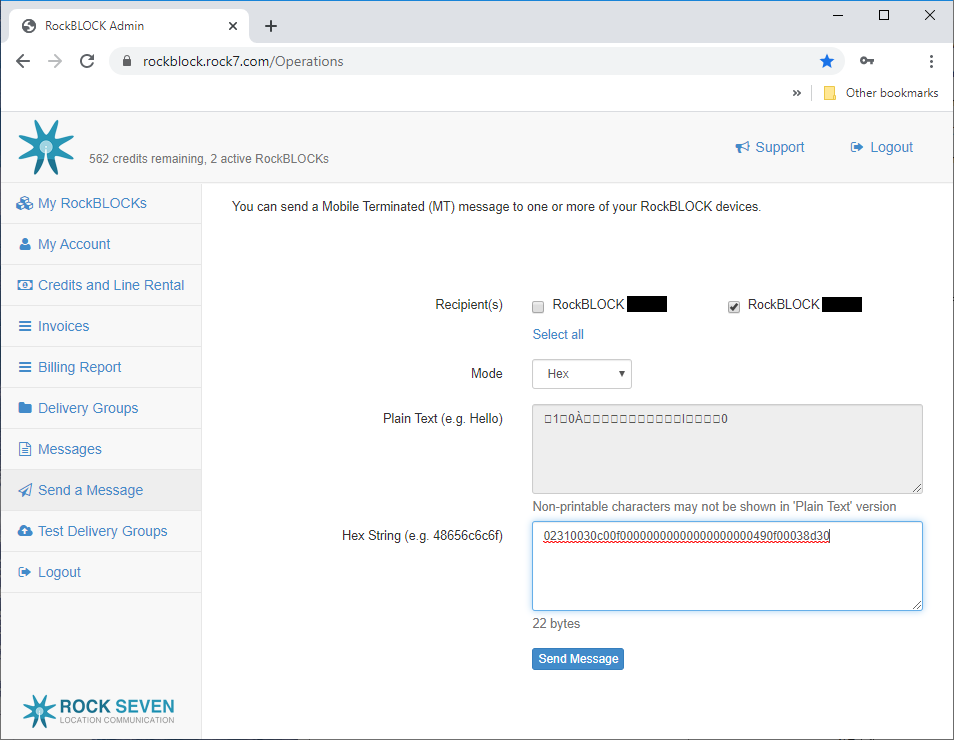 RockBLOCK Admin
rockblock.rock7.com/Operations
» Other bookmarks
562 credits remaining, 2 active RockBLOCKs
Support
Logout
My RockBLOCKs
My Account
Credits and Line Rental
Invoices
Billing Report
Delivery Groups
Messages
Send a Message
Test Delivery Groups
Logout
ROCK SEVEN
LOCATION COMMUNICATION
You can send a Mobile Terminated (MT) message to one or more of your RockBLOCK devices.
Recipient(s) RockBLOCK RockBLOCK
Select all
Mode Hex
Plain Text (e.g. Hello) □1□0À□□□□□□□□□□□I□□□□0
Non-printable characters may not be shown in 'Plain Text' version
Hex String (e.g. 48656c6c6f) 02310030c00f00000000000000000000490f00038d30
22 bytes
Send Message